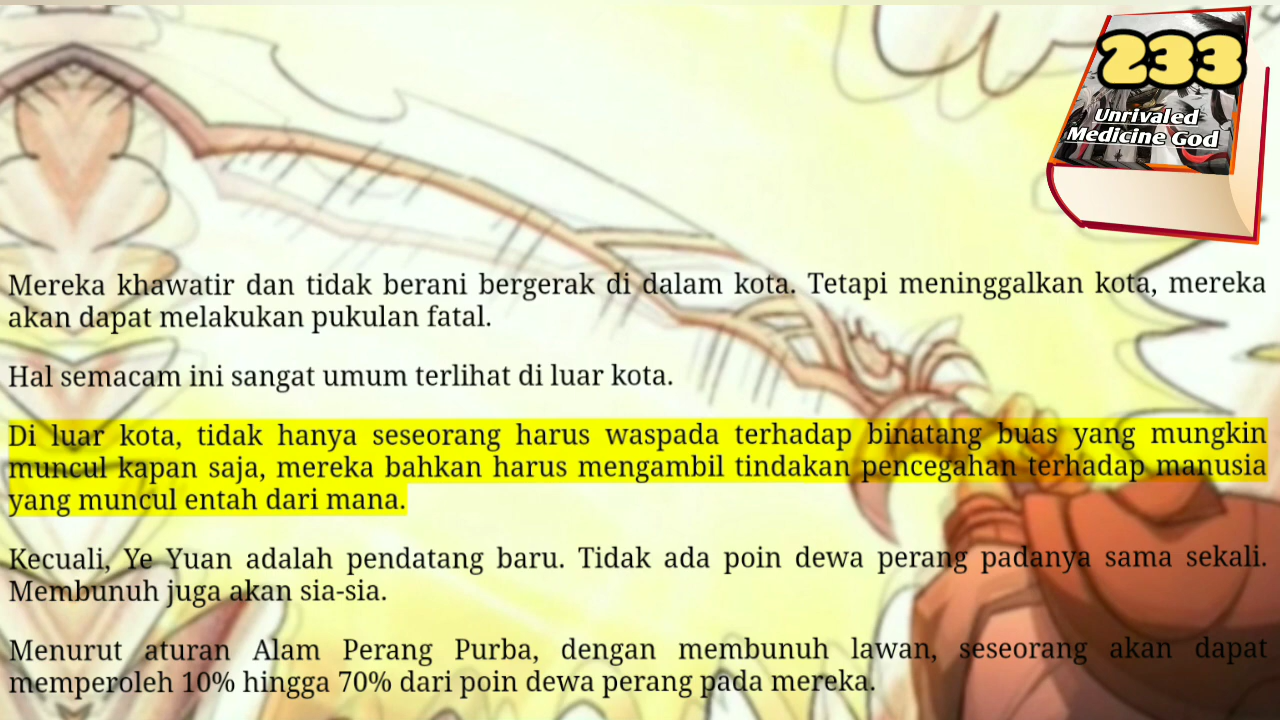 233
Unrivaled
Medicine God
Mereka khawatir dan tidak berani bergerak di dalam kota. Tetapi meninggalkan kota, mereka
akan dapat melakukan pukulan fatal.
Hal semacam ini sangat umum terlihat di luar kota.
Di luar kota, tidak hanya seseorang harus waspada terhadap binatang buas yang mungkin
muncul kapan saja, mereka bahkan harus mengambil tindakan pencegahan terhadap manusia
yang muncul entah dari mana.
Kecuali, Ye Yuan adalah pendatang baru. Tidak ada poin dewa perang padanya sama sekali.
Membunuh juga akan sia-sia.
Menurut aturan Alam Perang Purba, dengan membunuh lawan, seseorang akan dapat
memperoleh 10% hingga 70% dari poin dewa perang pada mereka.